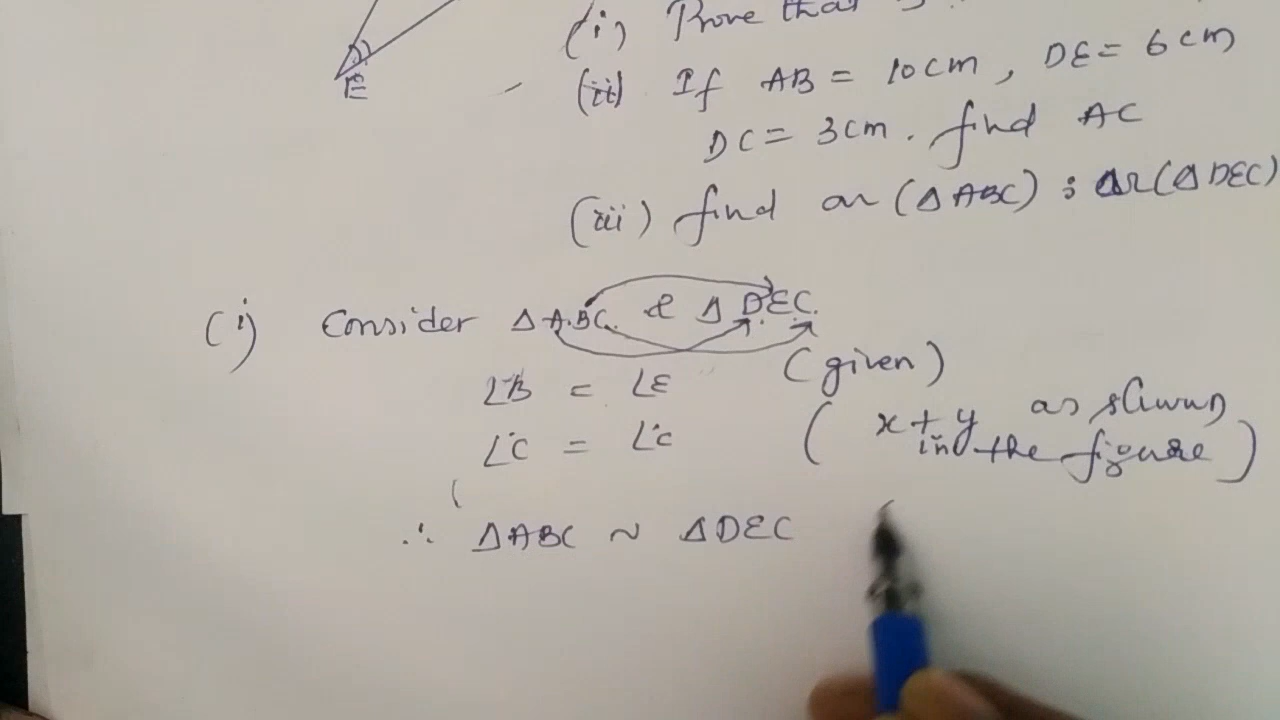 E
(i) Prove that
(ii) If AB = 10cm, DE = 6cm
DC = 3cm. find AC
(iii) find ar(ΔABC) : ar(ΔDEC)
(i) Consider ΔABC & ΔDEC.
∠B = ∠E (given)
∠C = ∠C ( x + y as shown
in the figure )
(
∴ ΔABC ~ ΔDEC (